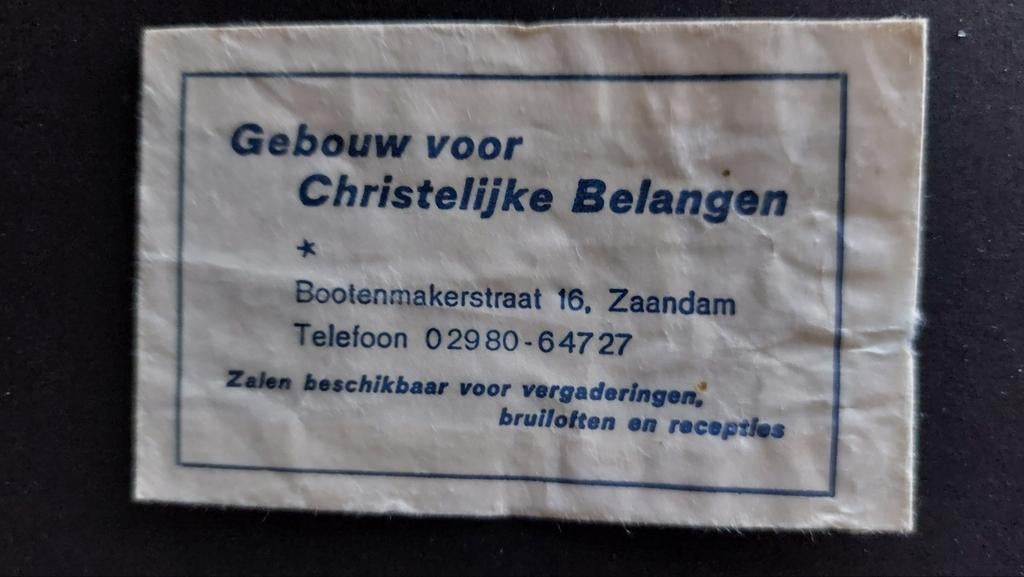 Gebouw voor
Christelijke Belangen
*
Bootenmakerstraat 16, Zaandam
Telefoon 02980-64727
Zalen beschikbaar voor vergaderingen,
bruiloften en recepties